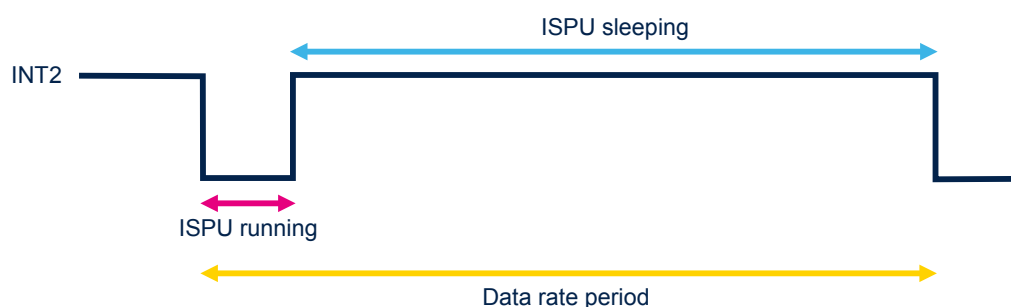 ISPU sleeping
INT2
ISPU running
Data rate period